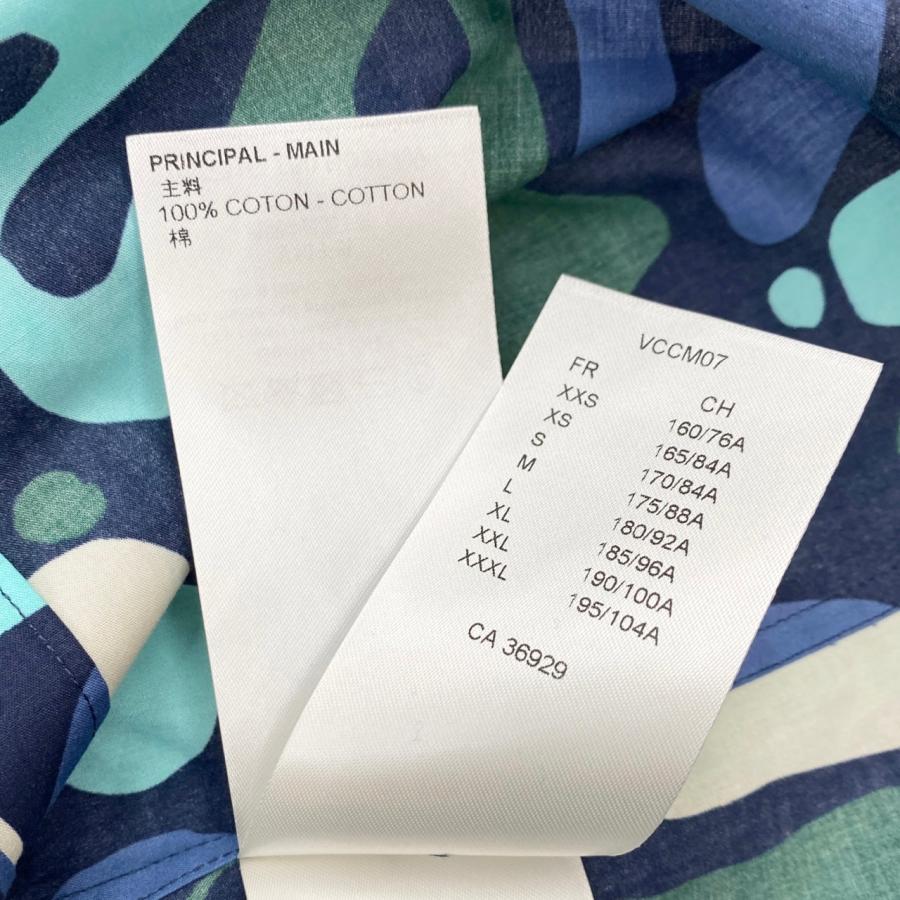 PRINCIPAL - MAIN
主料
100% COTON - COTTON
棉
VCCM07
FR CH
XXS 160/76A
XS 165/84A
S 170/84A
M 175/88A
L 180/92A
XL 185/96A
XXL 190/100A
XXXL 195/104A
CA 36929